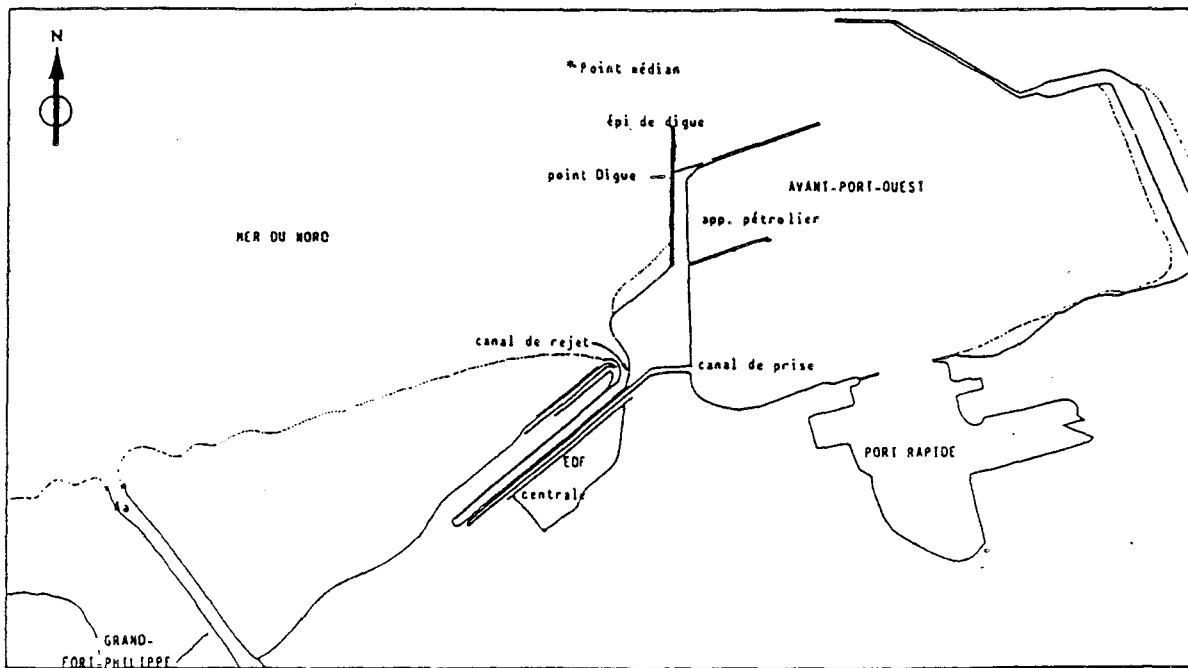 N
*Point médian
Épi de digue
point Digue
AVANT-PORT-OUEST
app. pétrolier
MER DU NORD
canal de rejet
canal de prise
EDF
centrale
PORT RAPIDE
Aa
GRAND-
FORT-PHILIPPE